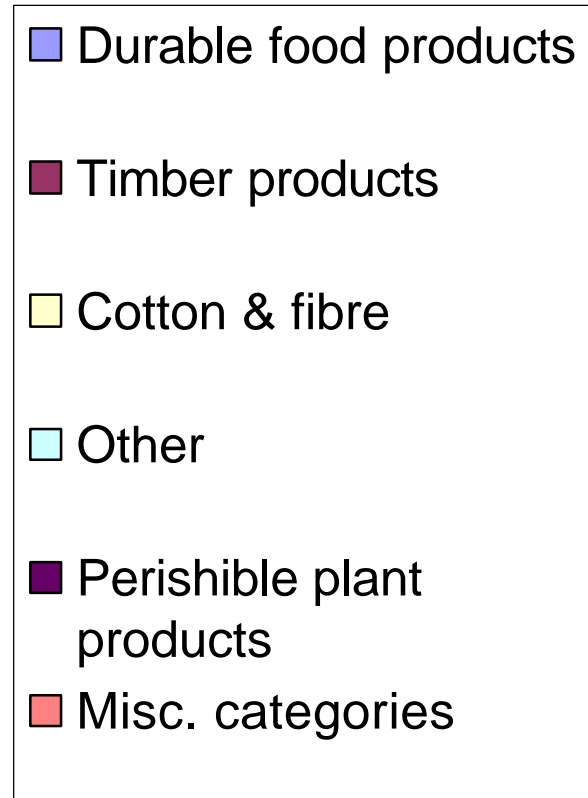 Durable food products
Timber products
Cotton & fibre
Other
Perishible plant
products
Misc. categories